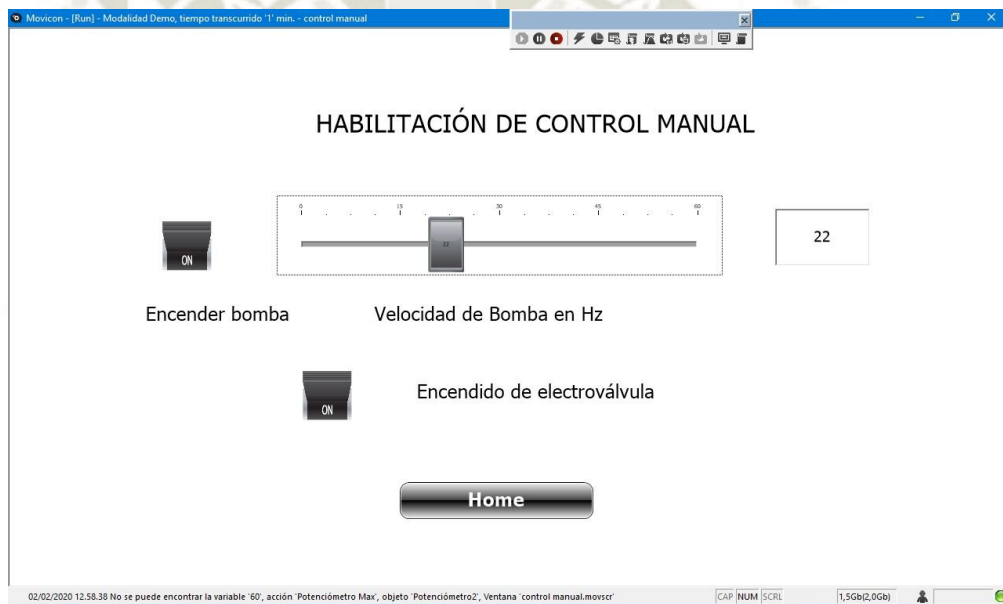 Movicon - [Run] - Modalidad Demo, tiempo transcurrido '1' min. - control manual
HABILITACIÓN DE CONTROL MANUAL
0 15 30 45 60
22
22
ON
Encender bomba
Velocidad de Bomba en Hz
ON
Encendido de electroválvula
Home
02/02/2020 12.58.38 No se puede encontrar la variable '60', acción 'Potenciómetro Max', objeto 'Potenciómetro2', Ventana 'control manual.movscr'
CAP NUM SCRL
1,5Gb(2,0Gb)